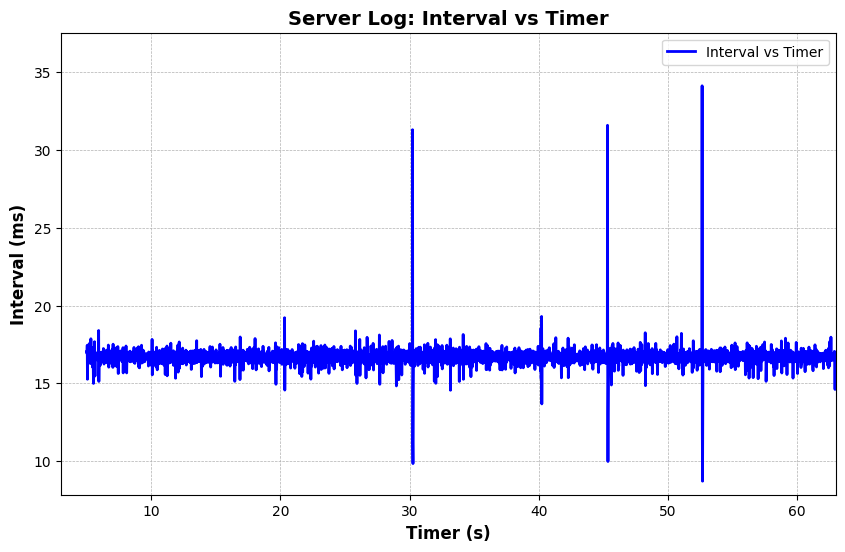 Server Log: Interval vs Timer
Interval vs Timer
35
30
25
20
15
10
Interval (ms)
10 20 30 40 50 60
Timer (s)